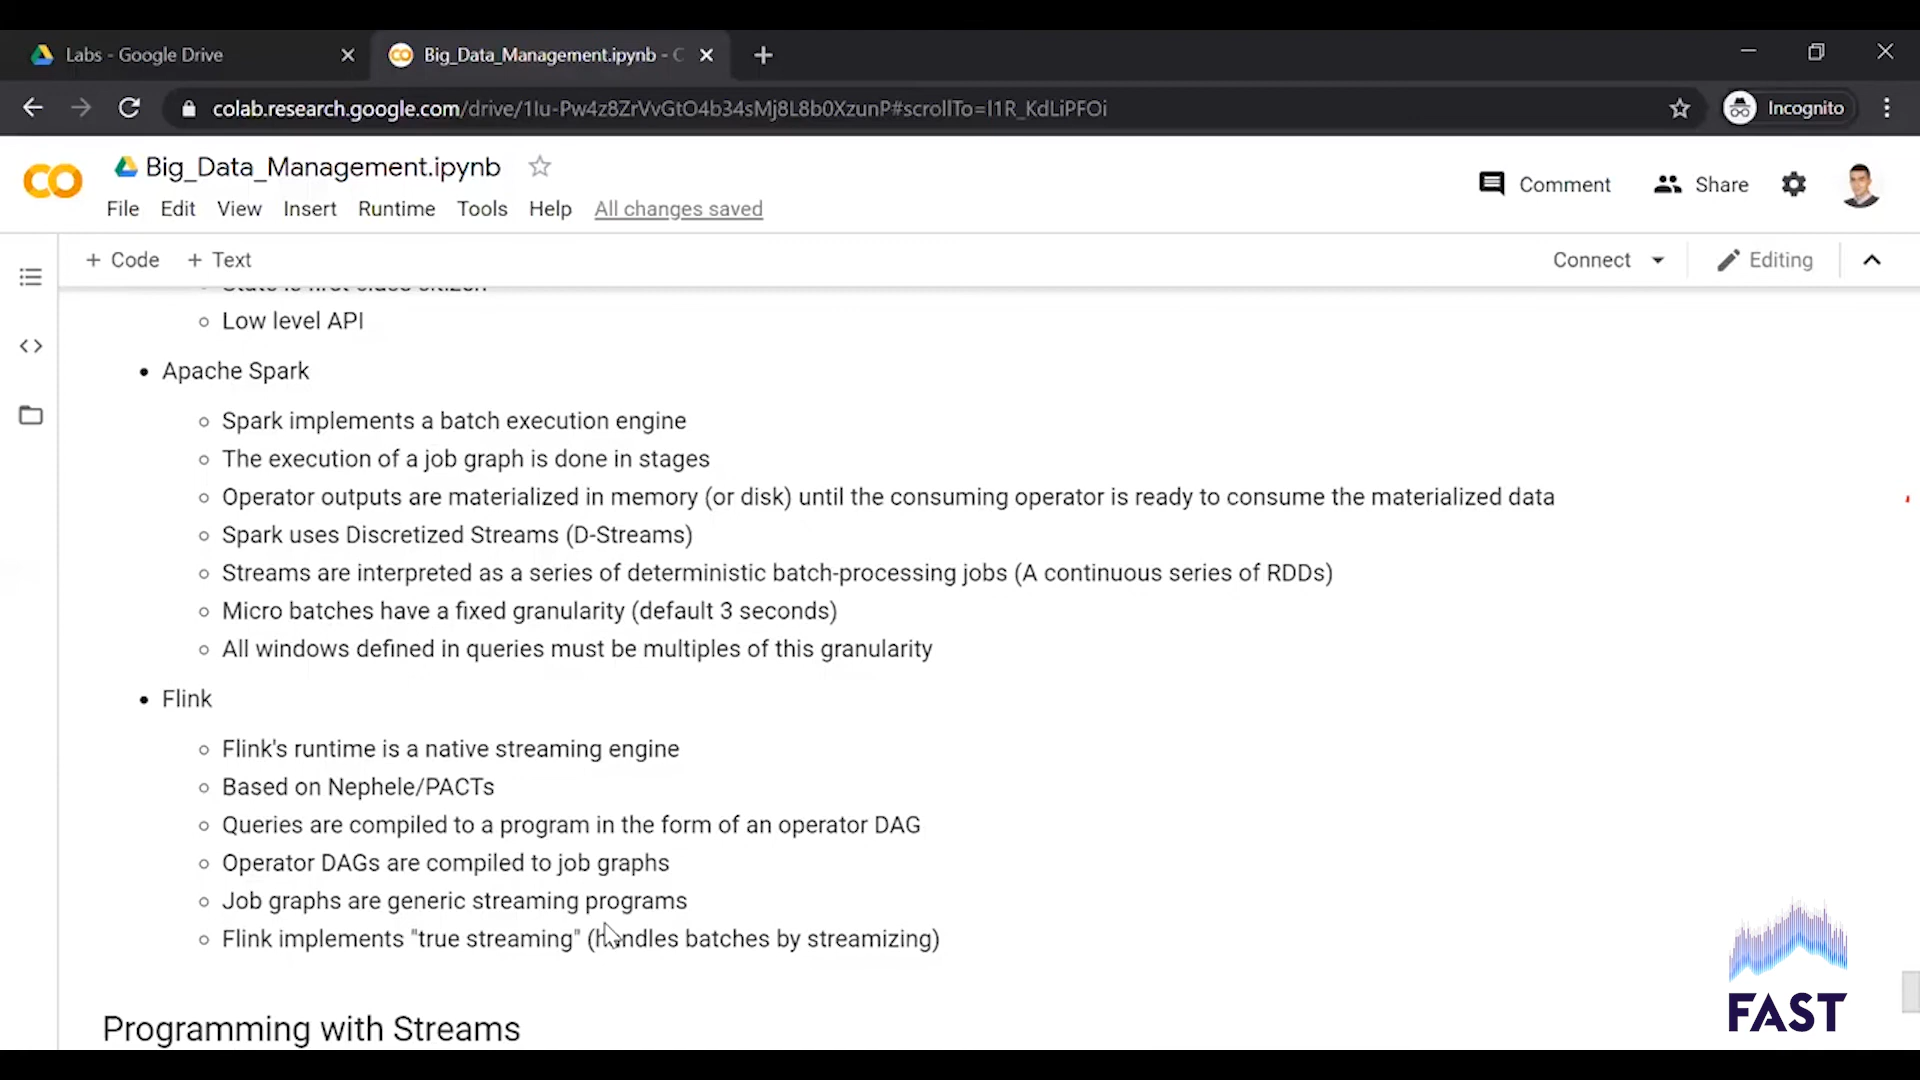 Labs - Google Drive
Big_Data_Management.ipynb - C
colab.research.google.com/drive/1Iu-Pw4z8ZrVvGtO4b34sMj8L8b0XzunP#scrollTo=l1R_KdLiPFOi
Incognito
CO
Big_Data_Management.ipynb
Comment
Share
File Edit View Insert Runtime Tools Help All changes saved
+ Code + Text
Connect
Editing
State is first class citizen
Low level API
Apache Spark
Spark implements a batch execution engine
The execution of a job graph is done in stages
Operator outputs are materialized in memory (or disk) until the consuming operator is ready to consume the materialized data
Spark uses Discretized Streams (D-Streams)
Streams are interpreted as a series of deterministic batch-processing jobs (A continuous series of RDDs)
Micro batches have a fixed granularity (default 3 seconds)
All windows defined in queries must be multiples of this granularity
Flink
Flink's runtime is a native streaming engine
Based on Nephele/PACTs
Queries are compiled to a program in the form of an operator DAG
Operator DAGs are compiled to job graphs
Job graphs are generic streaming programs
Flink implements "true streaming" (handles batches by streamizing)
Programming with Streams
FAST